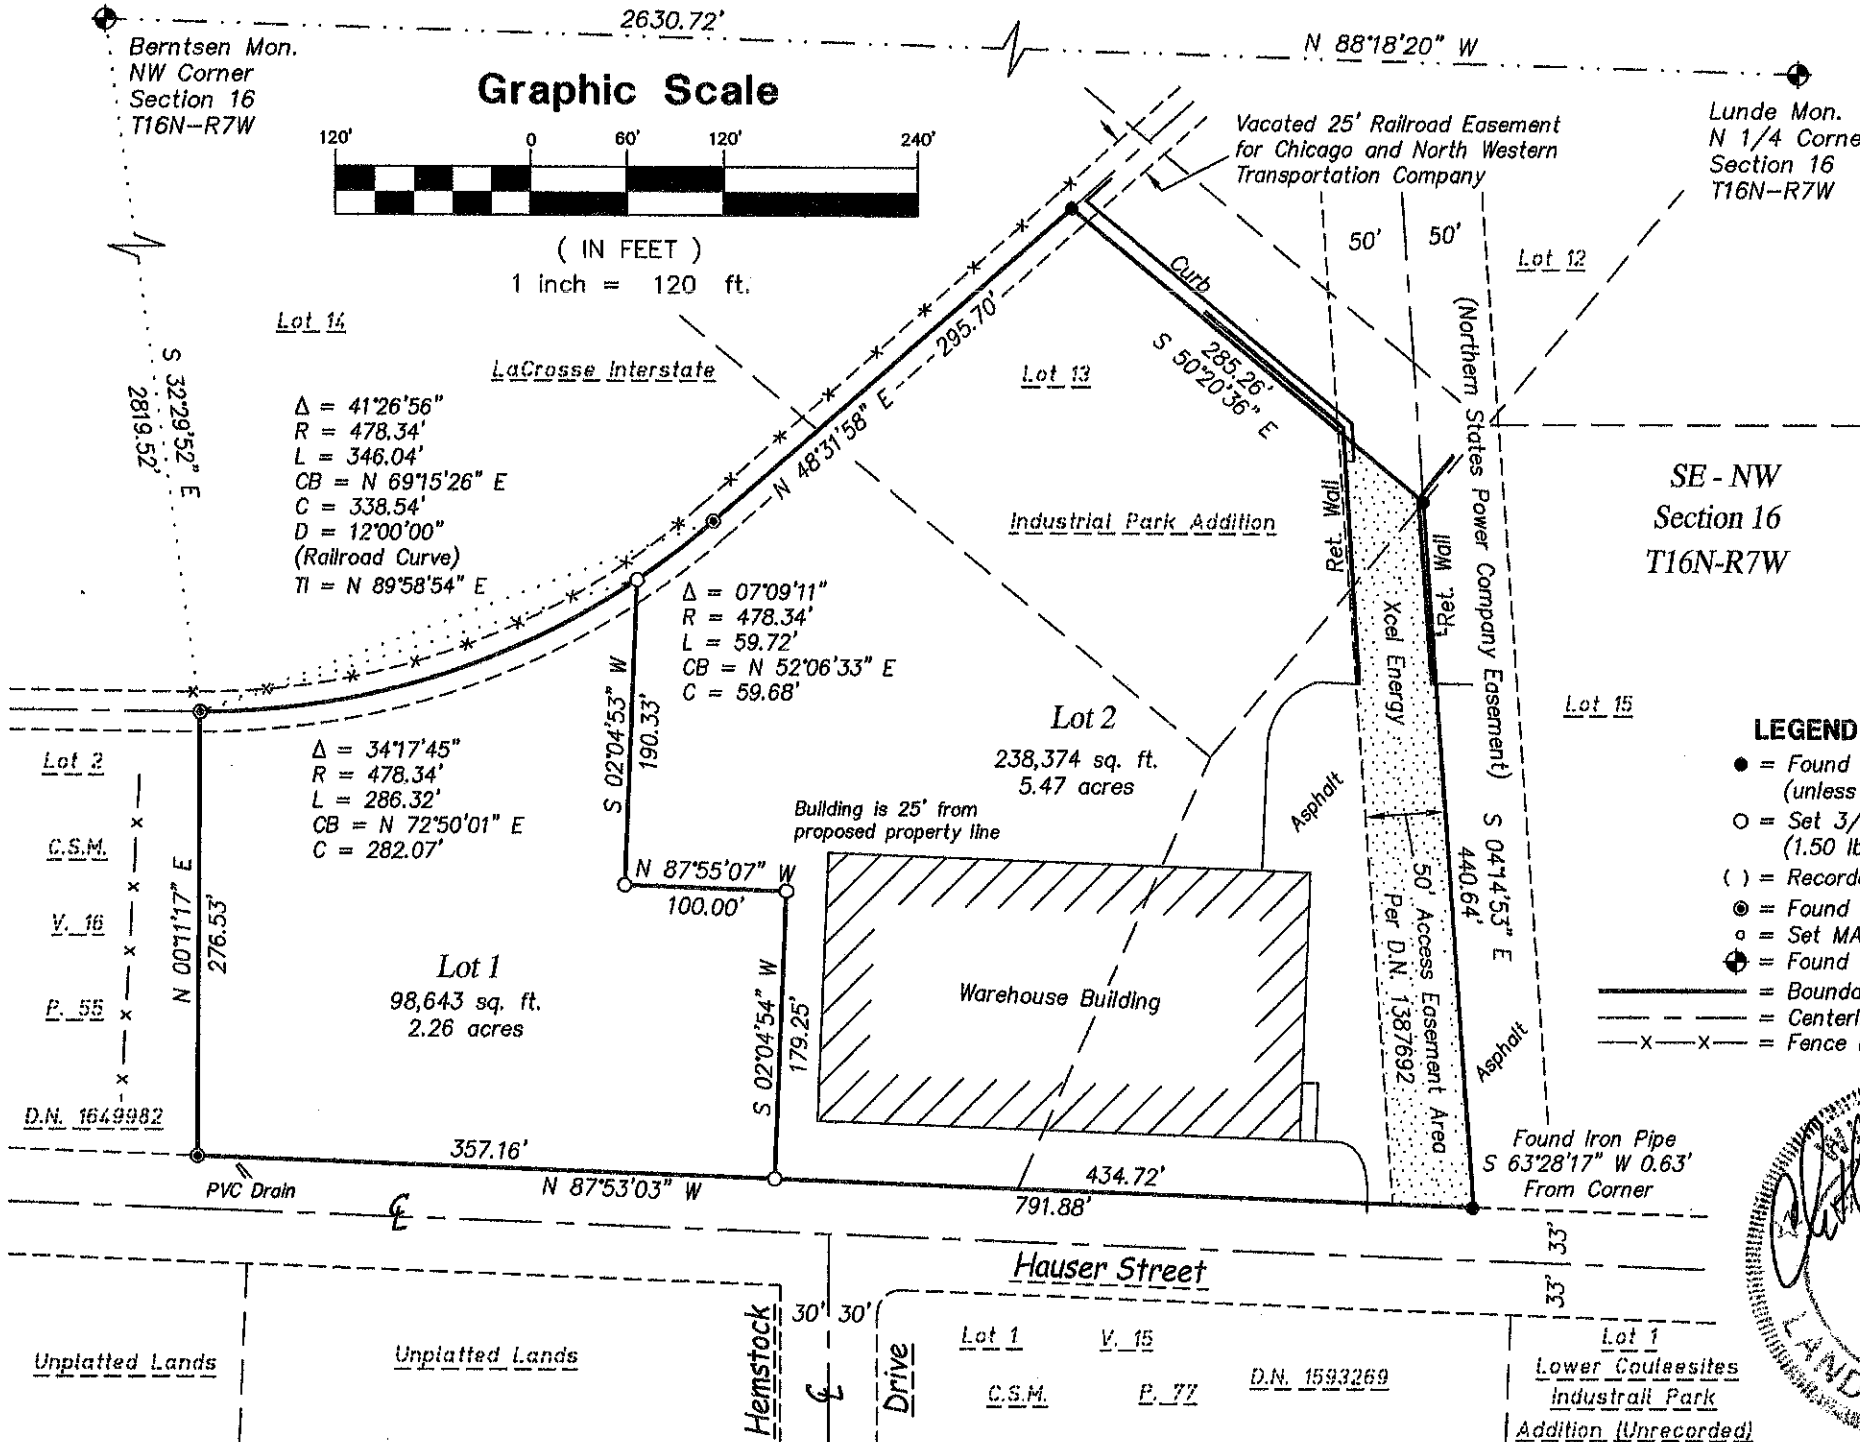 2630.72'
N 88°18'20" W
Berntsen Mon.
NW Corner
Section 16
T16N-R7W
Graphic Scale
120' 0 60' 120' 240'
( IN FEET )
1 inch = 120 ft.
Vacated 25' Railroad Easement
for Chicago and North Western
Transportation Company
Lunde Mon.
N 1/4 Corne
Section 16
T16N-R7W
50' 50'
Lot 12
Curb
Lot 14
LaCrosse Interstate
295.70'
N 48°31'58" E
285.26'
S 50°20'36" E
Lot 13
(Northern States Power Company Easement)
S 32°29'52" E
2819.52'
Δ = 41°26'56"
R = 478.34'
L = 346.04'
CB = N 69°15'26" E
C = 338.54'
D = 12°00'00"
(Railroad Curve)
TI = N 89°58'54" E
Industrial Park Addition
Ret. Wall
Ret. Wall
SE - NW
Section 16
T16N-R7W
Δ = 07°09'11"
R = 478.34'
L = 59.72'
CB = N 52°06'33" E
C = 59.68'
S 02°04'53" W
190.33'
Xcel Energy
Lot 15
Lot 2
238,374 sq. ft.
5.47 acres
Lot 2
C.S.M.
V. 16
P. 55
D.N. 1649982
Δ = 34°17'45"
R = 478.34'
L = 286.32'
CB = N 72°50'01" E
C = 282.07'
Building is 25' from
proposed property line
Asphalt
S 04°14'53" E
440.64'
50' Access Easement Area
Per D.N. 1387692
LEGEND
= Found
(unless
= Set 3/
(1.50 lb
( ) = Record
= Found
= Set MA
= Found
= Bounda
= Center
= Fence
N 00°11'17" E
276.53'
N 87°55'07" W
100.00'
Lot 1
98,643 sq. ft.
2.26 acres
S 02°04'54" W
179.25'
Warehouse Building
Asphalt
Found Iron Pipe
S 63°28'17" W 0.63'
From Corner
357.16'
N 87°53'03" W
434.72'
791.88'
PVC Drain
Hauser Street
33'
33'
Unplatted Lands
Unplatted Lands
Hemstock
30' 30'
Drive
Lot 1 V. 15
C.S.M. P. 77
D.N. 1593269
Lot 1
Lower Couleesites
Industrail Park
Addition (Unrecorded)
LAND